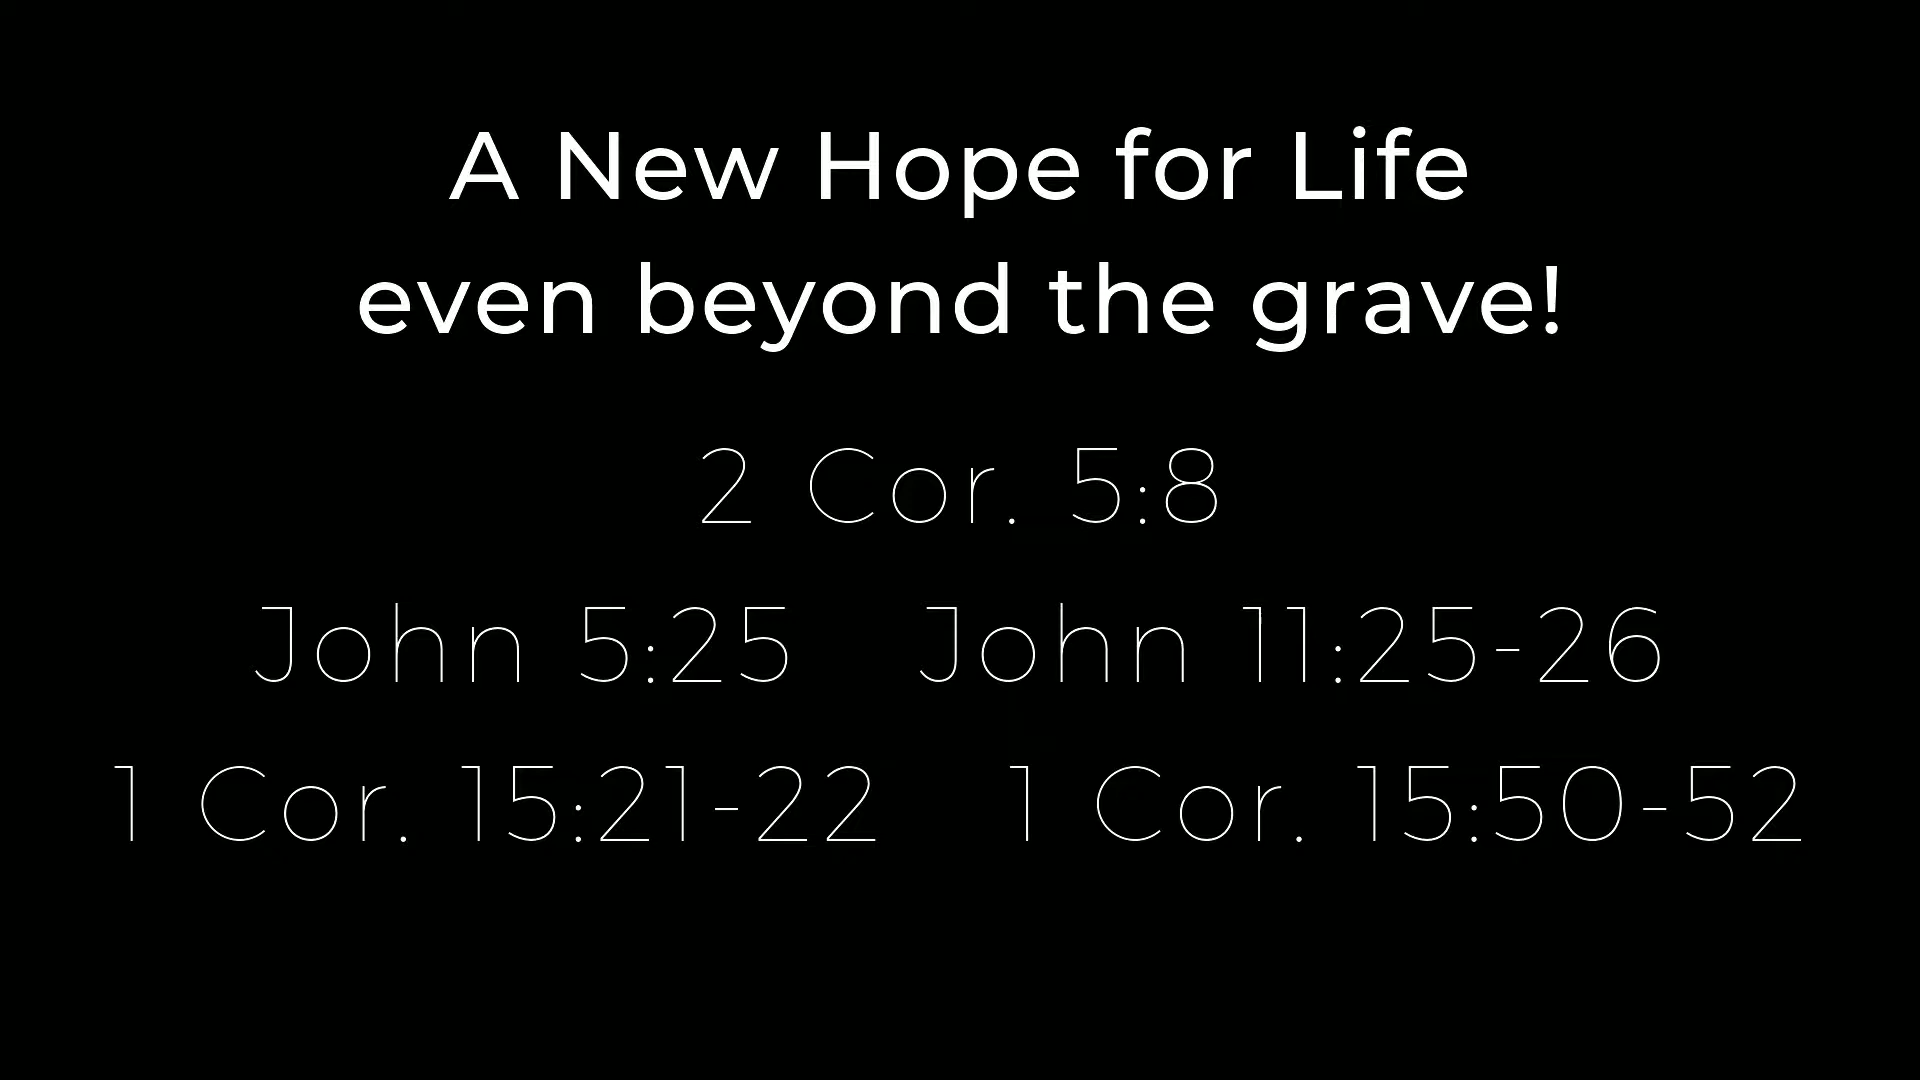 A New Hope for Life
even beyond the grave!
2 Cor. 5:8
John 5:25 John 11:25-26
1 Cor. 15:21-22 1 Cor. 15:50-52